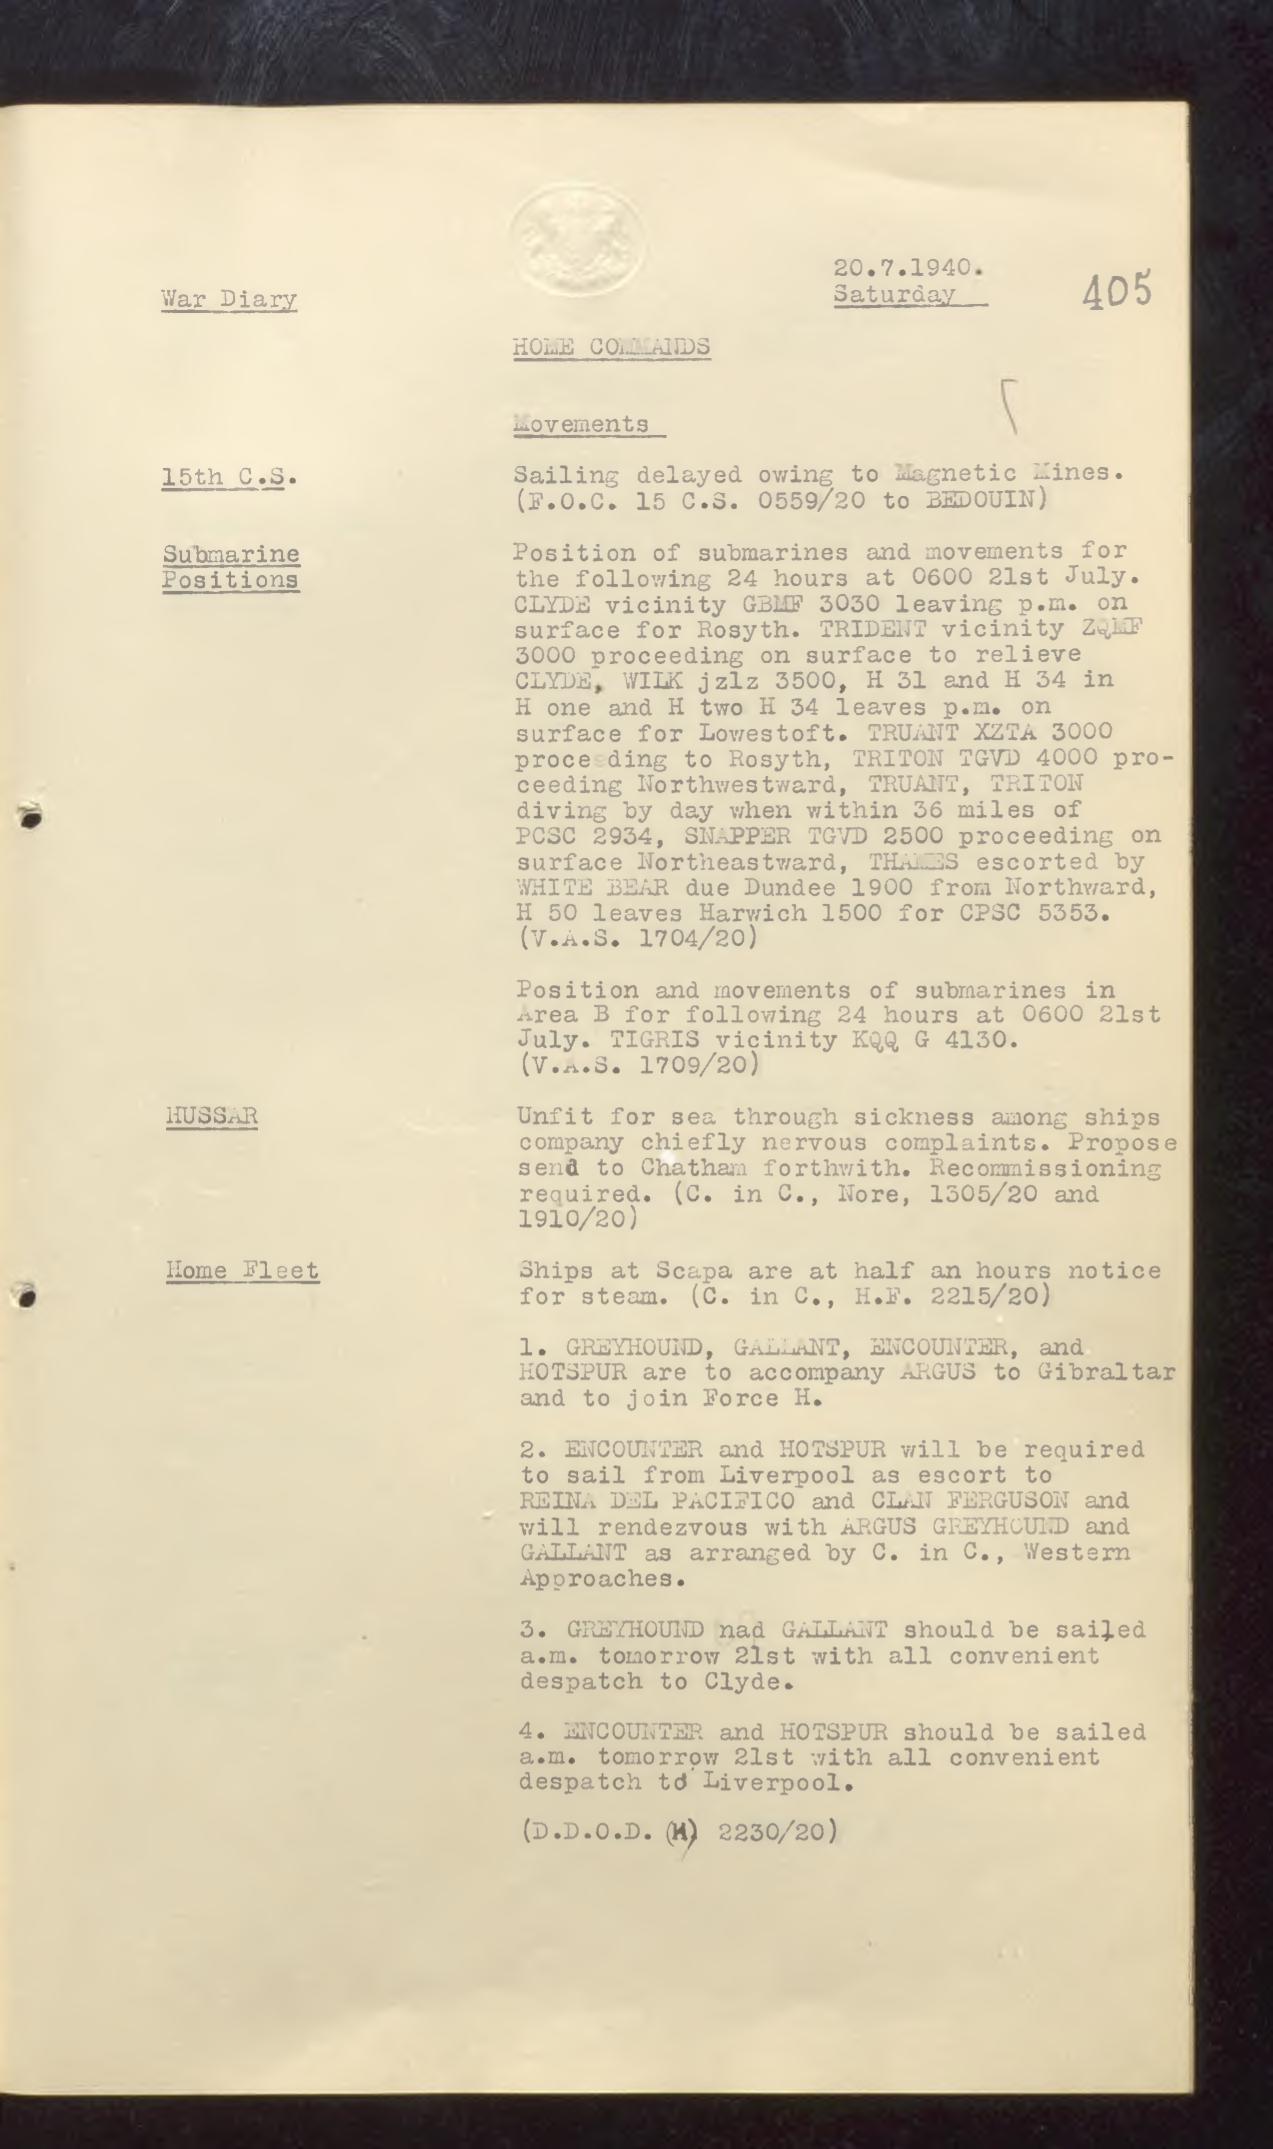 20.7.1940.
War Diary
Saturday
405
HOME COMMANDS
Movements
15th C.S.
Sailing delayed owing to Magnetic Mines.
(F.O.C. 15 C.S. 0559/20 to BEDOUIN)
Submarine
Positions
Position of submarines and movements for
the following 24 hours at 0600 21st July.
CLYDE vicinity GBMF 3030 leaving p.m. on
surface for Rosyth. TRIDENT vicinity ZQMF
3000 proceeding on surface to relieve
CLYDE, WILK jzlz 3500, H 31 and H 34 in
H one and H two H 34 leaves p.m. on
surface for Lowestoft. TRUANT XZTA 3000
proceeding to Rosyth, TRITON TGVD 4000 pro-
ceeding Northwestward, TRUANT, TRITON
diving by day when within 36 miles of
PCSC 2934, SNAPPER TGVD 2500 proceeding on
surface Northeastward, THAMES escorted by
WHITE BEAR due Dundee 1900 from Northward,
H 50 leaves Harwich 1500 for CPSC 5353.
(V.A.S. 1704/20)
Position and movements of submarines in
Area B for following 24 hours at 0600 21st
July. TIGRIS vicinity KQQ G 4130.
(V.A.S. 1709/20)
HUSSAR
Unfit for sea through sickness among ships
company chiefly nervous complaints. Propose
send to Chatham forthwith. Recommissioning
required. (C. in C., Nore, 1305/20 and
1910/20)
Home Fleet
Ships at Scapa are at half an hours notice
for steam. (C. in C., H.F. 2215/20)
1. GREYHOUND, GALLANT, ENCOUNTER, and
HOTSPUR are to accompany ARGUS to Gibraltar
and to join Force H.
2. ENCOUNTER and HOTSPUR will be required
to sail from Liverpool as escort to
REINA DEL PACIFICO and CLAN FERGUSON and
will rendezvous with ARGUS GREYHOUND and
GALLANT as arranged by C. in C., Western
Approaches.
3. GREYHOUND nad GALLANT should be sailed
a.m. tomorrow 21st with all convenient
despatch to Clyde.
4. ENCOUNTER and HOTSPUR should be sailed
a.m. tomorrow 21st with all convenient
despatch to Liverpool.
(D.D.O.D. (H) 2230/20)